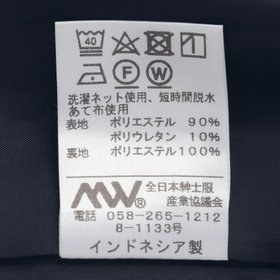 40
F W
洗濯ネット使用、短時間脱水
あて布使用
表地 ポリエステル 90%
ポリウレタン 10%
裏地 ポリエステル100%
MW 全日本紳士服
産業協議会
電話 058-265-1212
8-1133号
インドネシア製